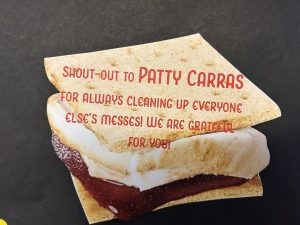 Shout-out to Patty Carras
for always cleaning up everyone
else's messes! We are grateful
for you!